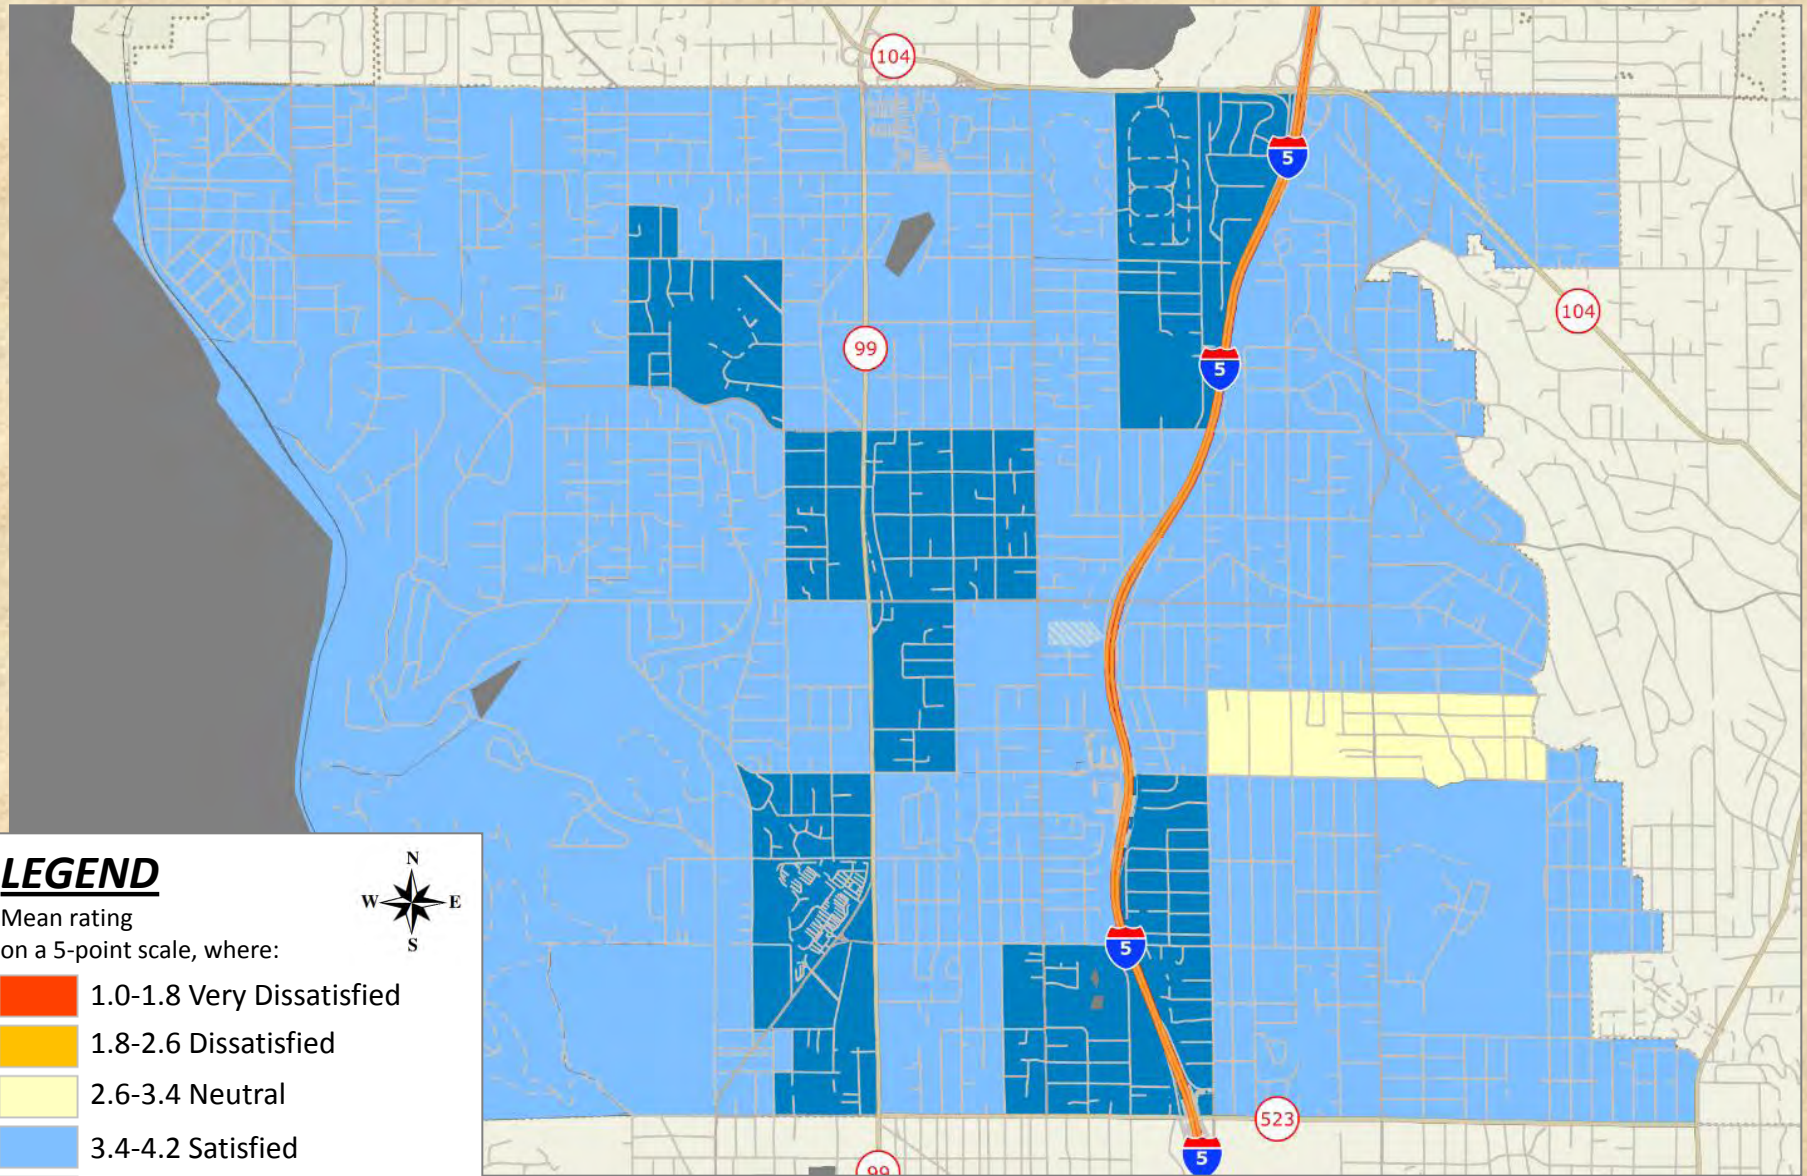 104
5
104
99
5
5
523
5
99
LEGEND
N
W E
S
Mean rating
on a 5-point scale, where:
1.0-1.8 Very Dissatisfied
1.8-2.6 Dissatisfied
2.6-3.4 Neutral
3.4-4.2 Satisfied